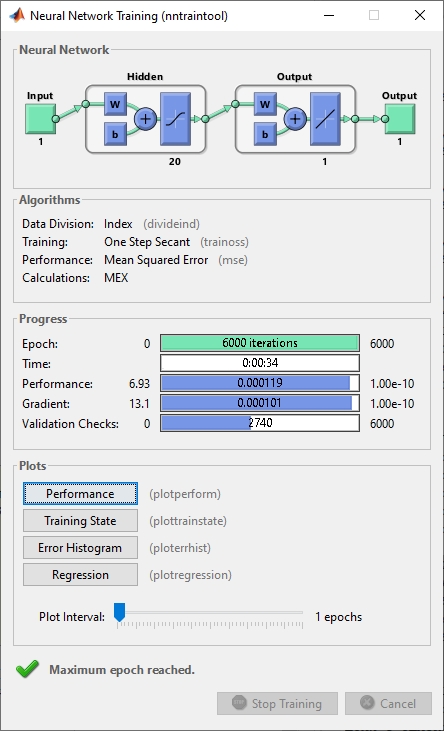 Neural Network Training (nntraintool)
Neural Network
Hidden
Output
Input
Output
W
b
+
W
b
+
1
20
1
1
Algorithms
Data Division: Index (divideind)
Training: One Step Secant (trainoss)
Performance: Mean Squared Error (mse)
Calculations: MEX
Progress
Epoch: 0 6000 iterations 6000
Time: 0:00:34
Performance: 6.93 0.000119 1.00e-10
Gradient: 13.1 0.000101 1.00e-10
Validation Checks: 0 2740 6000
Plots
Performance (plotperform)
Training State (plottrainstate)
Error Histogram (ploterrhist)
Regression (plotregression)
Plot Interval: 1 epochs
Maximum epoch reached.
Stop Training Cancel